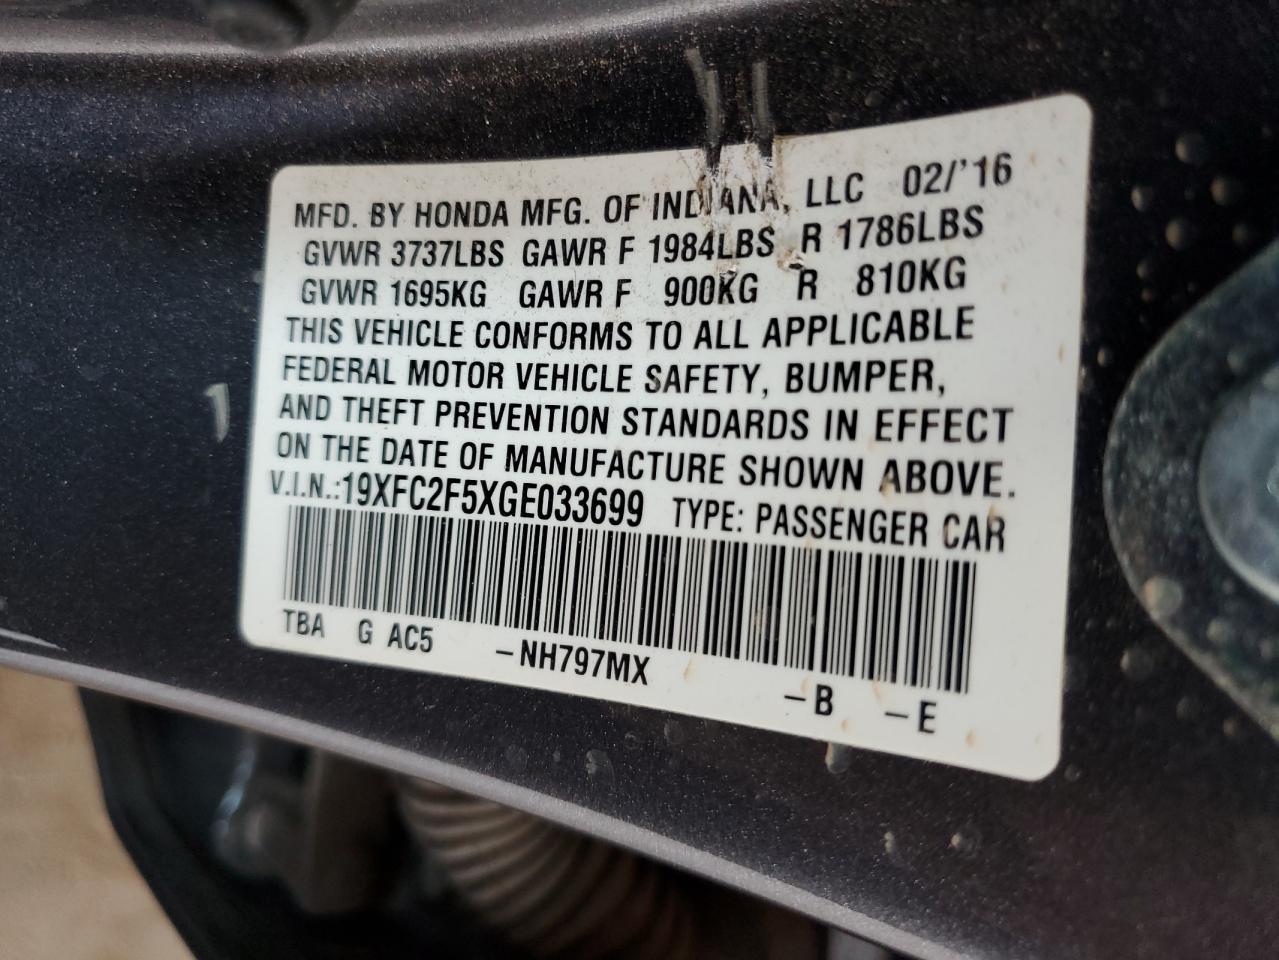 MFD. BY HONDA MFG. OF INDIANA, LLC 02/'16
GVWR 3737LBS GAWR F 1984LBS R 1786LBS
GVWR 1695KG GAWR F 900KG R 810KG
THIS VEHICLE CONFORMS TO ALL APPLICABLE
FEDERAL MOTOR VEHICLE SAFETY, BUMPER,
AND THEFT PREVENTION STANDARDS IN EFFECT
ON THE DATE OF MANUFACTURE SHOWN ABOVE.
V.I.N.:19XFC2F5XGE033699 TYPE: PASSENGER CAR
TBA G AC5 -NH797MX -B -E